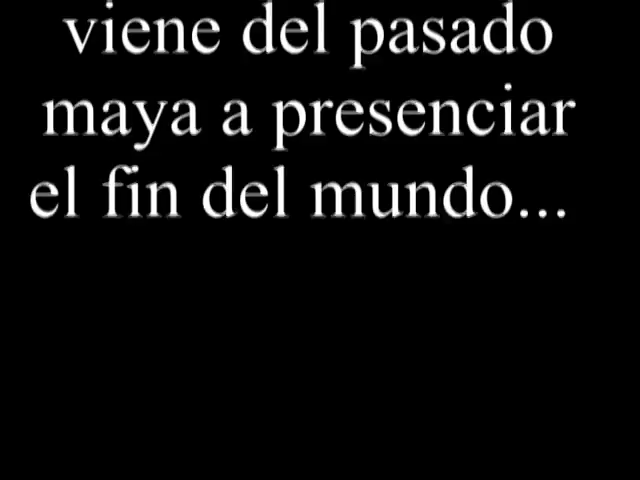 viene del pasado
maya a presenciar
el fin del mundo...